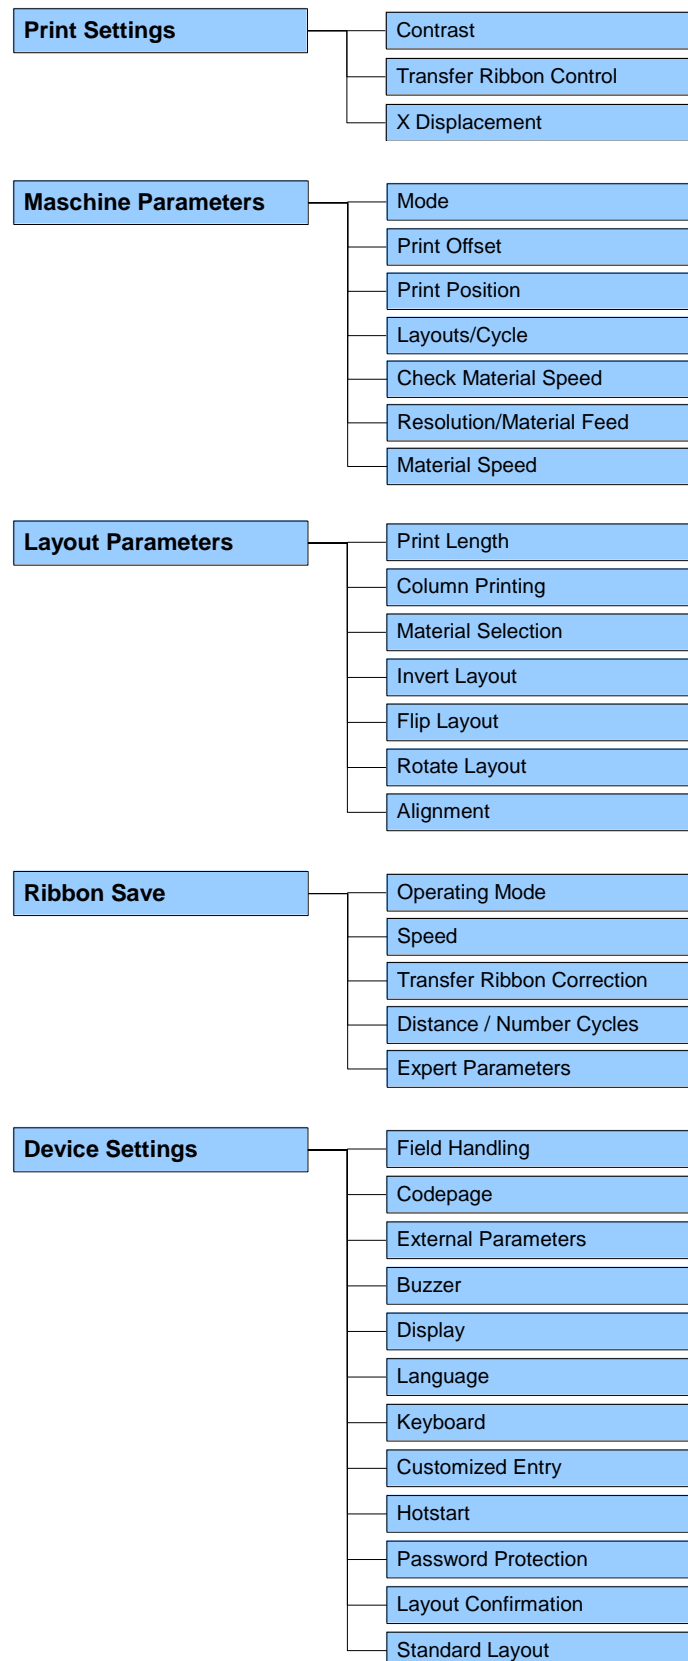 Print Settings
Contrast
Transfer Ribbon Control
X Displacement
Maschine Parameters
Mode
Print Offset
Print Position
Layouts/Cycle
Check Material Speed
Resolution/Material Feed
Material Speed
Layout Parameters
Print Length
Column Printing
Material Selection
Invert Layout
Flip Layout
Rotate Layout
Alignment
Ribbon Save
Operating Mode
Speed
Transfer Ribbon Correction
Distance / Number Cycles
Expert Parameters
Device Settings
Field Handling
Codepage
External Parameters
Buzzer
Display
Language
Keyboard
Customized Entry
Hotstart
Password Protection
Layout Confirmation
Standard Layout